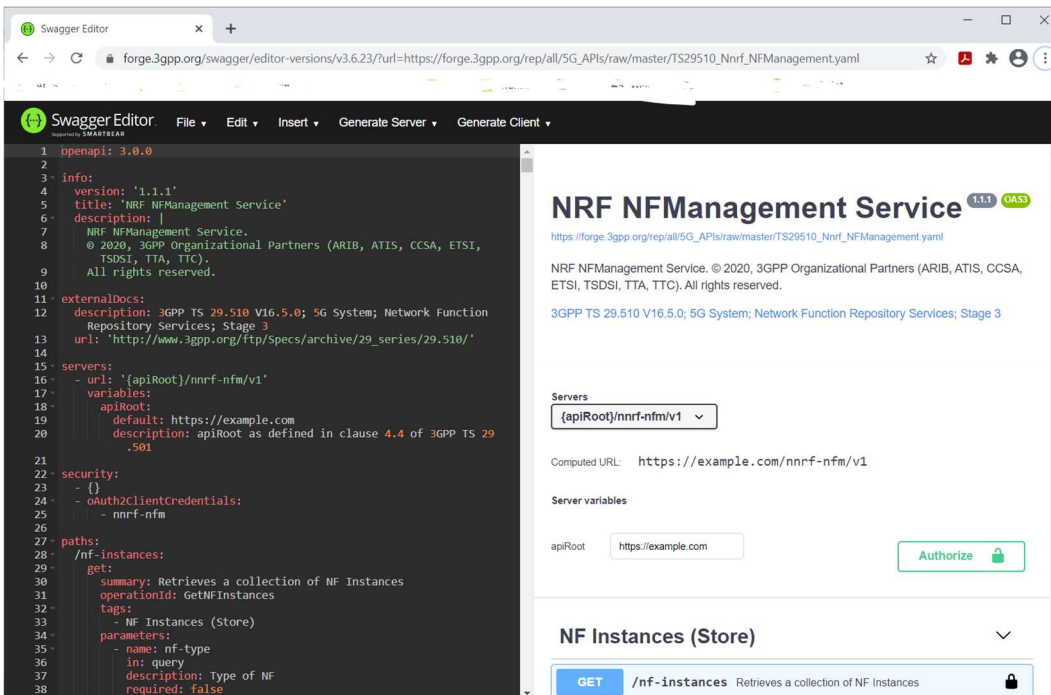 Swagger Editor
forge.3gpp.org/swagger/editor-versions/v3.6.23/?url=https://forge.3gpp.org/rep/all/5G_APIs/raw/master/TS29510_Nnrf_NFManagement.yaml
Swagger Editor.
Supported by SMARTBEAR
File Edit Insert Generate Server Generate Client
1 openapi: 3.0.0
2
3 info:
4 version: '1.1.1'
5 title: 'NRF NFManagement Service'
6 description: |
7 NRF NFManagement Service.
8 © 2020, 3GPP Organizational Partners (ARIB, ATIS, CCSA, ETSI,
TSDSI, TTA, TTC).
9 All rights reserved.
10
11 externalDocs:
12 description: 3GPP TS 29.510 V16.5.0; 5G System; Network Function
Repository Services; Stage 3
13 url: 'http://www.3gpp.org/ftp/Specs/archive/29_series/29.510/'
14
15 servers:
16 - url: '{apiRoot}/nnrf-nfm/v1'
17 variables:
18 apiRoot:
19 default: https://example.com
20 description: apiRoot as defined in clause 4.4 of 3GPP TS 29
.501
21
22 security:
23 - {}
24 - oAuth2ClientCredentials:
25 - nnrf-nfm
26
27 paths:
28 /nf-instances:
29 get:
30 summary: Retrieves a collection of NF Instances
31 operationId: GetNFInstances
32 tags:
33 - NF Instances (Store)
34 parameters:
35 - name: nf-type
36 in: query
37 description: Type of NF
38 required: false
NRF NFManagement Service 1.1.1 OAS3
https://forge.3gpp.org/rep/all/5G_APIs/raw/master/TS29510_Nnrf_NFManagement.yaml
NRF NFManagement Service. © 2020, 3GPP Organizational Partners (ARIB, ATIS, CCSA,
ETSI, TSDSI, TTA, TTC). All rights reserved.
3GPP TS 29.510 V16.5.0; 5G System; Network Function Repository Services; Stage 3
Servers
{apiRoot}/nnrf-nfm/v1
Computed URL: https://example.com/nnrf-nfm/v1
Server variables
apiRoot https://example.com
Authorize
NF Instances (Store)
GET /nf-instances Retrieves a collection of NF Instances